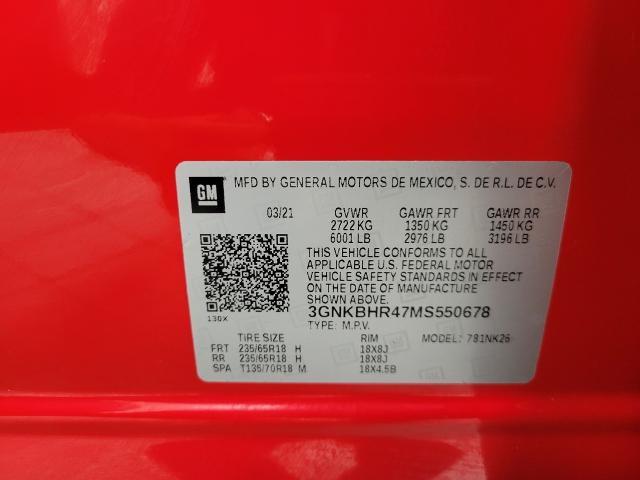 GM
MFD BY GENERAL MOTORS DE MEXICO, S. DE R.L. DE C.V.
03/21 GVWR GAWR FRT GAWR RR
2722 KG 1350 KG 1450 KG
6001 LB 2976 LB 3196 LB
THIS VEHICLE CONFORMS TO ALL
APPLICABLE U.S. FEDERAL MOTOR
VEHICLE SAFETY STANDARDS IN EFFECT
ON THE DATE OF MANUFACTURE
SHOWN ABOVE.
130X
3GNKBHR47MS550678
TYPE: M.P.V.
TIRE SIZE RIM MODEL: 781NK26
FRT 235/65R18 H 18X8J
RR 235/65R18 H 18X8J
SPA T135/70R18 M 18X4.5B